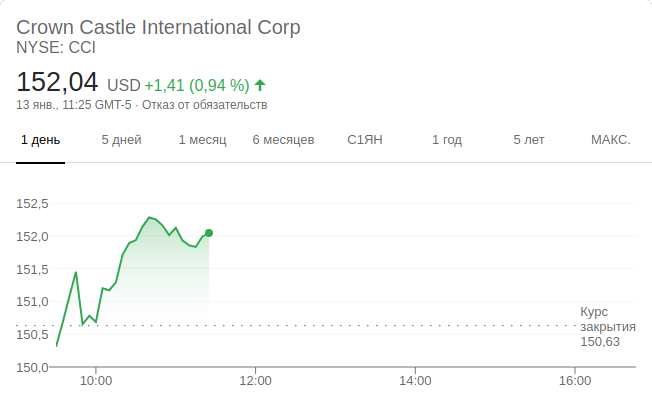 Crown Castle International Corp
NYSE: CCI
152,04 USD +1,41 (0,94 %)
13 янв., 11:25 GMT-5 · Отказ от обязательств
1 день 5 дней 1 месяц 6 месяцев С1ЯН 1 год 5 лет МАКС.
152,5
152,0
151,5
151,0
150,5
150,0
Курс
закрытия
150,63
10:00 12:00 14:00 16:00